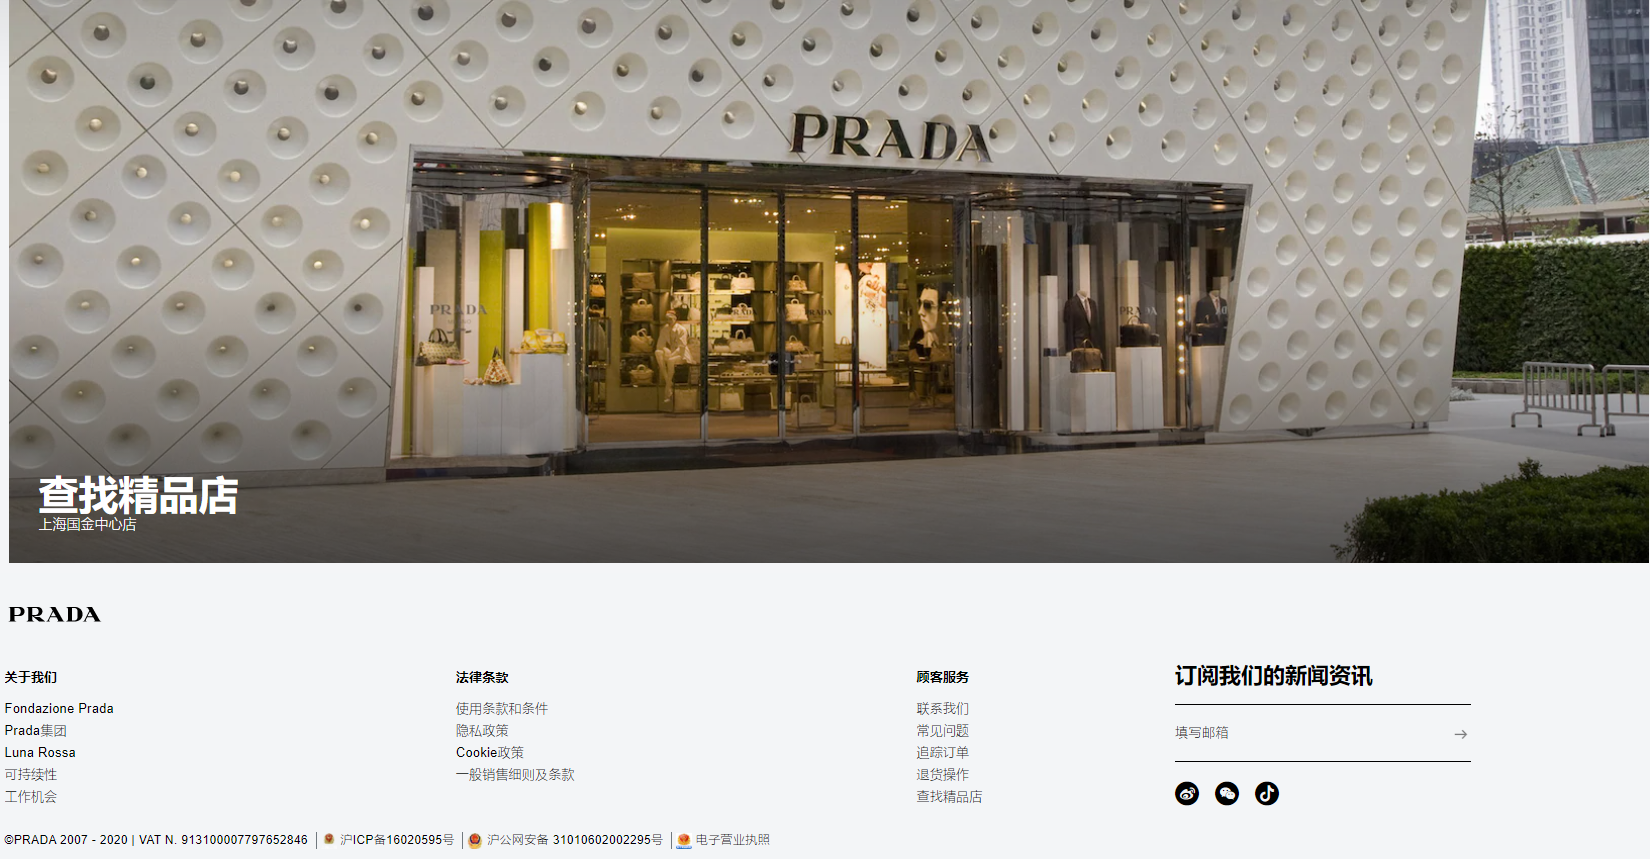 PRADA
PRADA
PRADA
查找精品店
上海国金中心店
PRADA
关于我们
Fondazione Prada
Prada集团
Luna Rossa
可持续性
工作机会
法律条款
使用条款和条件
隐私政策
Cookie政策
一般销售细则及条款
顾客服务
联系我们
常见问题
追踪订单
退货操作
查找精品店
订阅我们的新闻资讯
填写邮箱
©PRADA 2007 - 2020 | VAT N. 913100007797652846 沪ICP备16020595号 沪公网安备 31010602002295号 电子营业执照